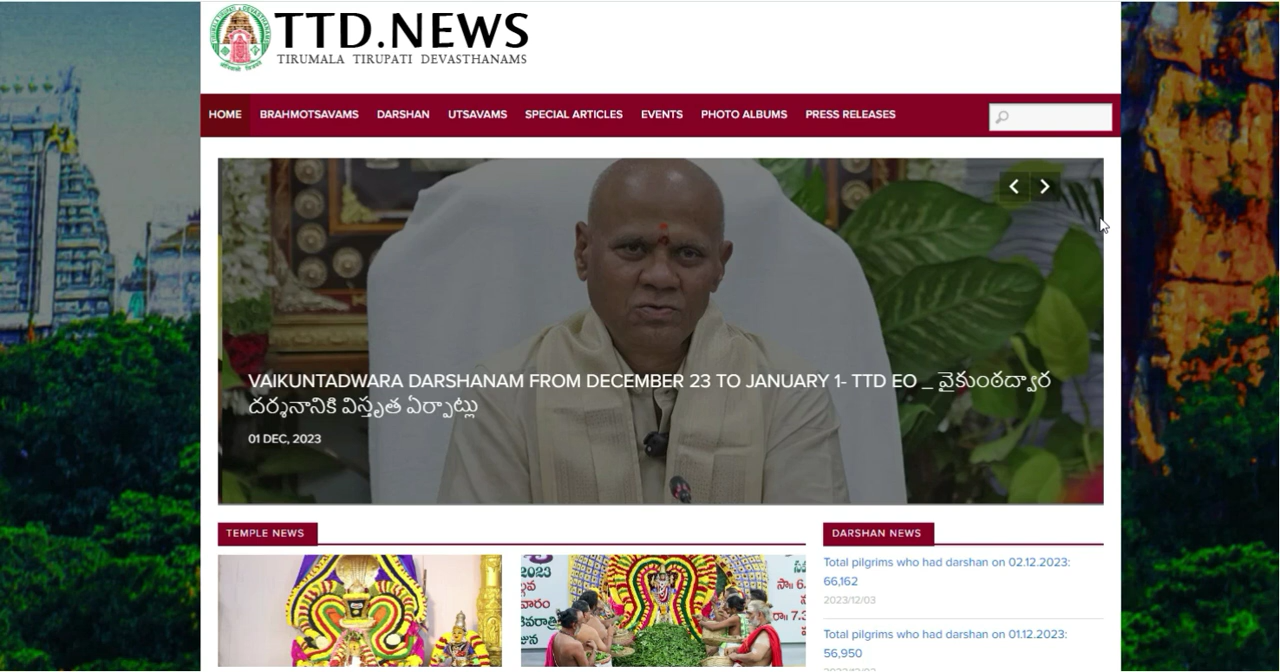 TTD.NEWS
TIRUMALA TIRUPATI DEVASTHANAMS
HOME BRAHMOTSAVAMS DARSHAN UTSAVAMS SPECIAL ARTICLES EVENTS PHOTO ALBUMS PRESS RELEASES
VAIKUNTADWARA DARSHANAM FROM DECEMBER 23 TO JANUARY 1- TTD EO _ వైకుంఠద్వార
దర్శనానికి విస్తృత ఏర్పాట్లు
01 DEC, 2023
TEMPLE NEWS
DARSHAN NEWS
2023
Total pilgrims who had darshan on 02.12.2023:
66,162
2023/12/03
Total pilgrims who had darshan on 01.12.2023:
56,950